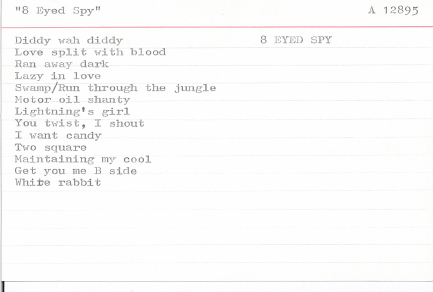 "8 Eyed Spy" A 12895
Diddy wah diddy 8 EYED SPY
Love split with blood
Ran away dark
Lazy in love
Swamp/Run through the jungle
Motor oil shanty
Lightning's girl
You twist, I shout
I want candy
Two square
Maintaining my cool
Get you me B side
White rabbit